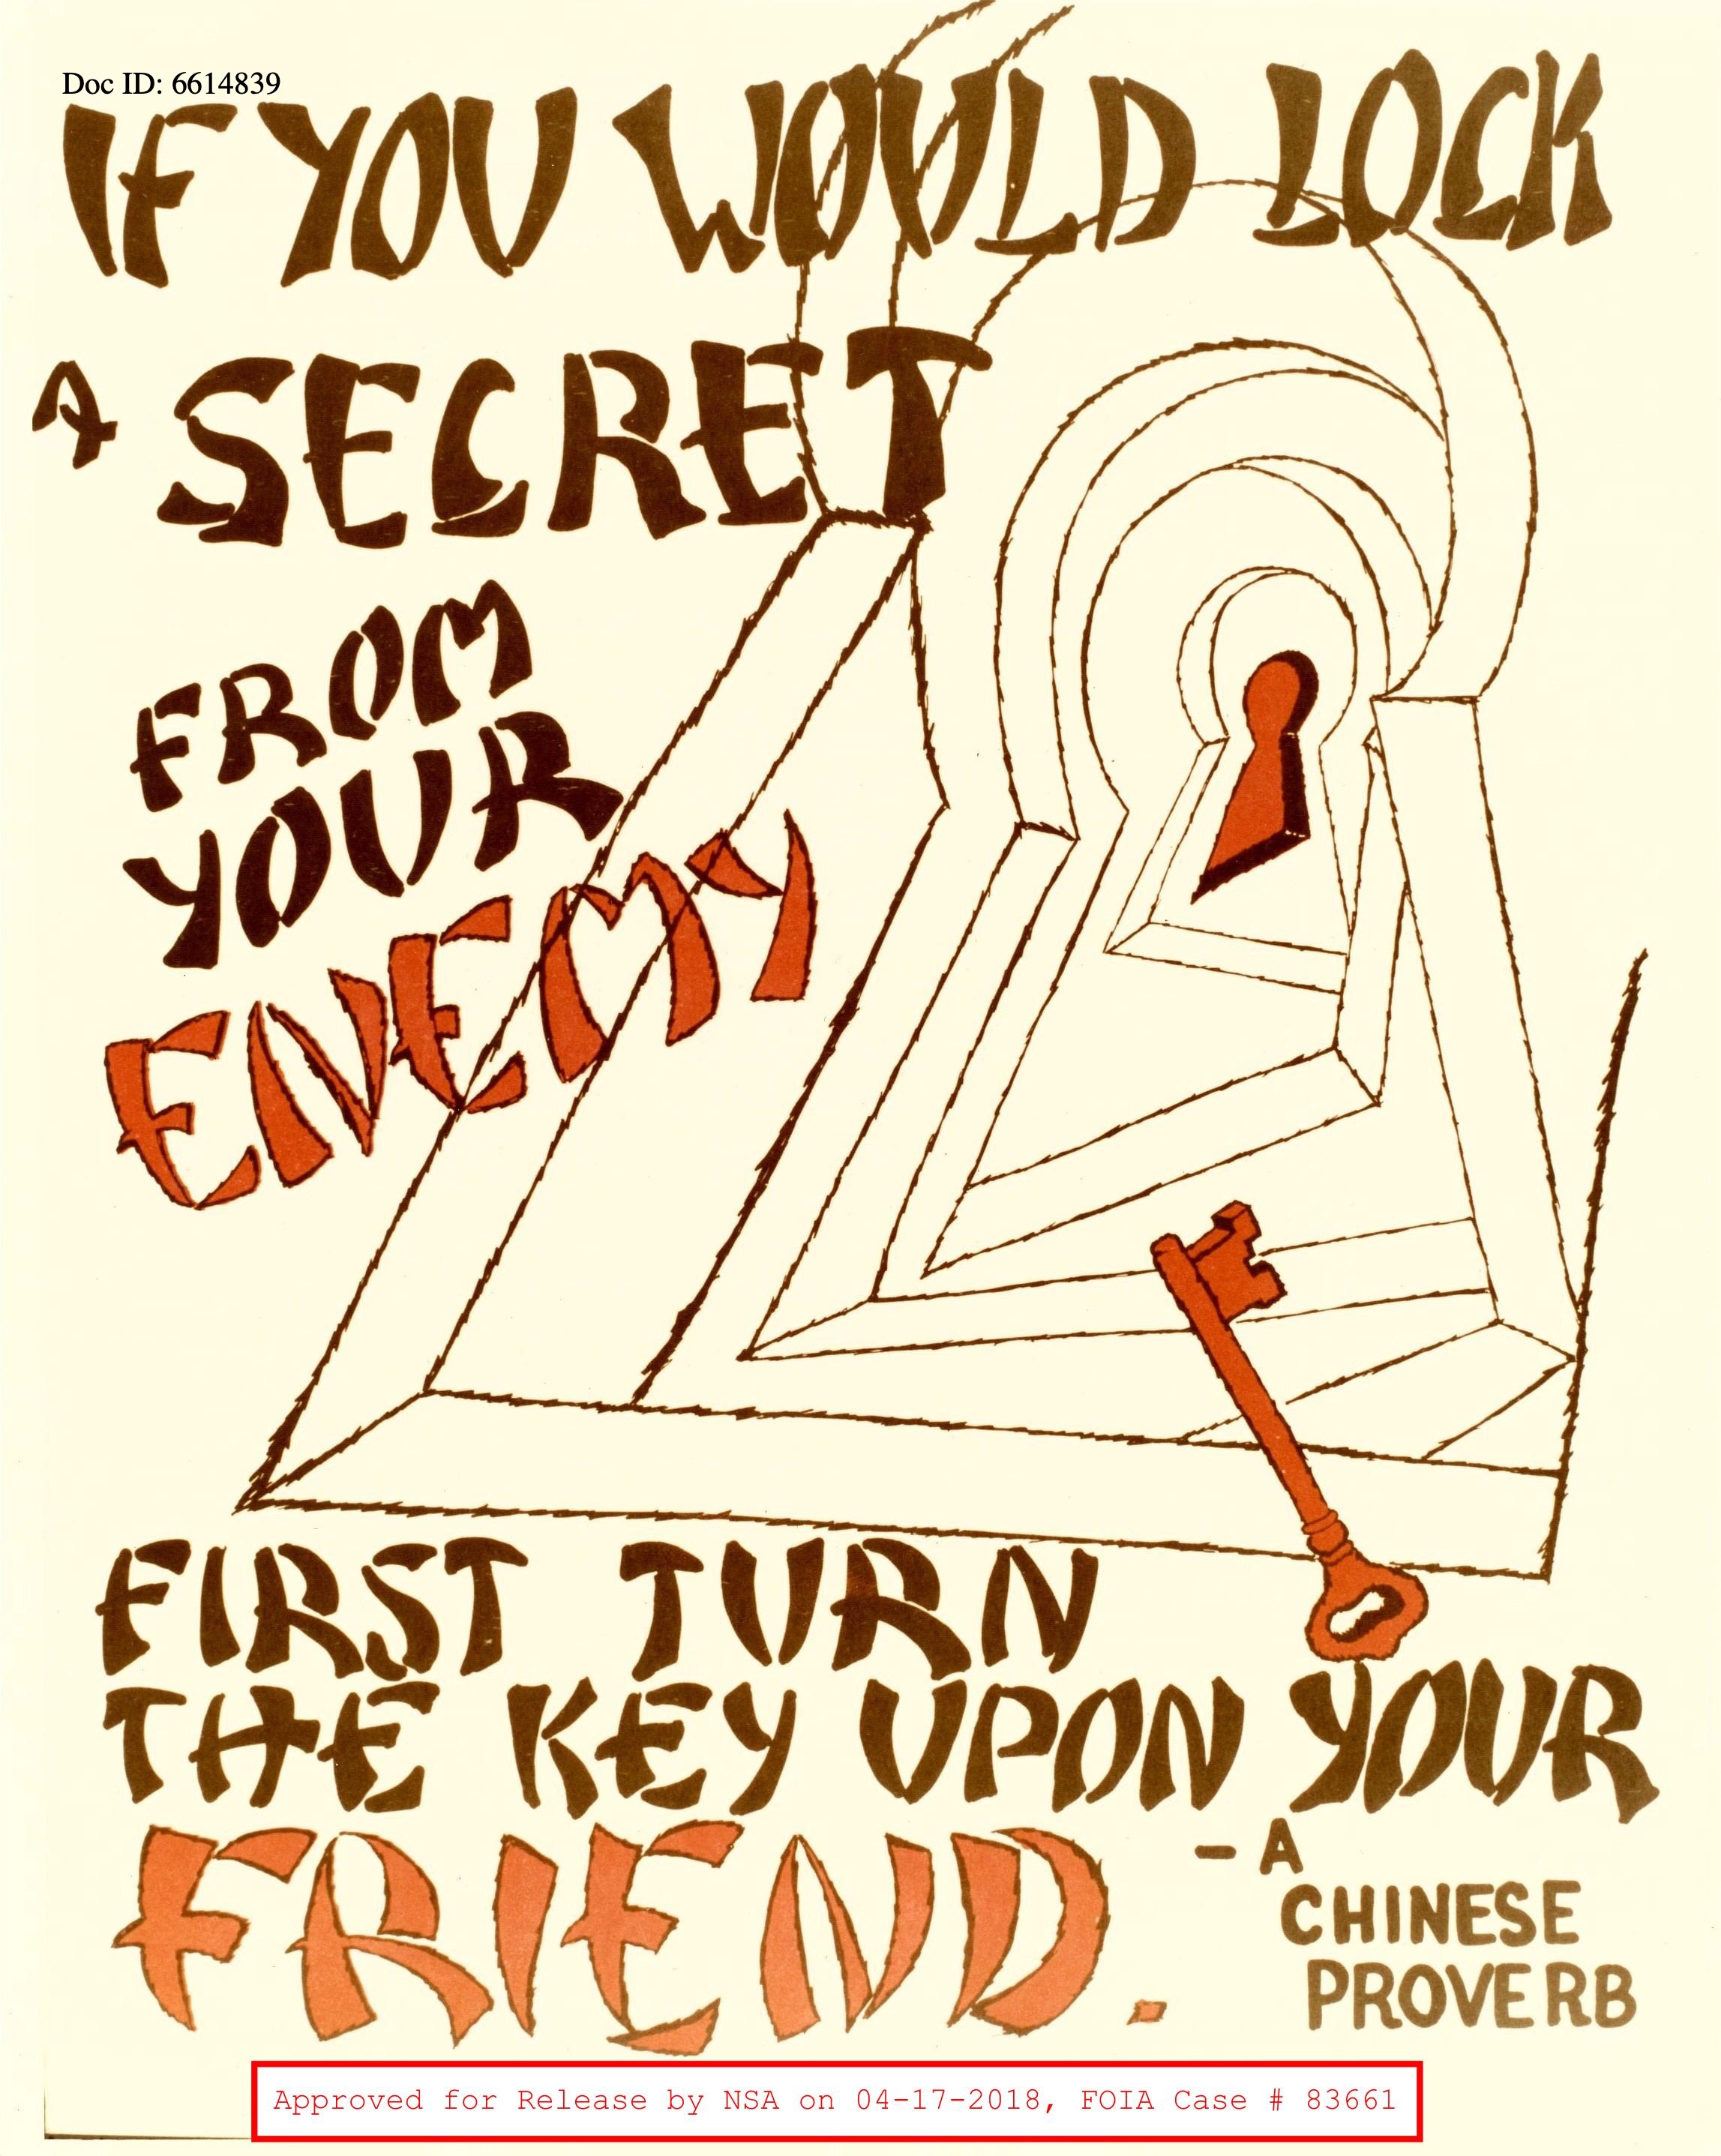 Doc ID: 6614839
IF YOU WOULD LOCK
A SECRET
FROM
YOUR
ENEMY
FIRST TURN
THE KEY UPON YOUR
FRIEND.
- A
CHINESE
PROVERB
Approved for Release by NSA on 04-17-2018, FOIA Case # 83661